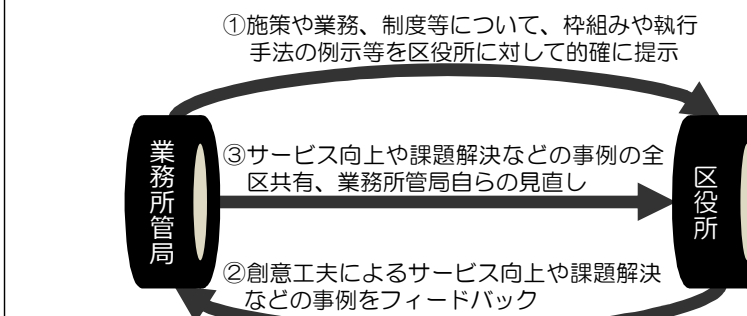 ①施策や業務、制度等について、枠組みや執行
手法の例示等を区役所に対して的確に提示
業務所管局
③サービス向上や課題解決などの事例の全
区共有、業務所管局自らの見直し
区役所
②創意工夫によるサービス向上や課題解決
などの事例をフィードバック